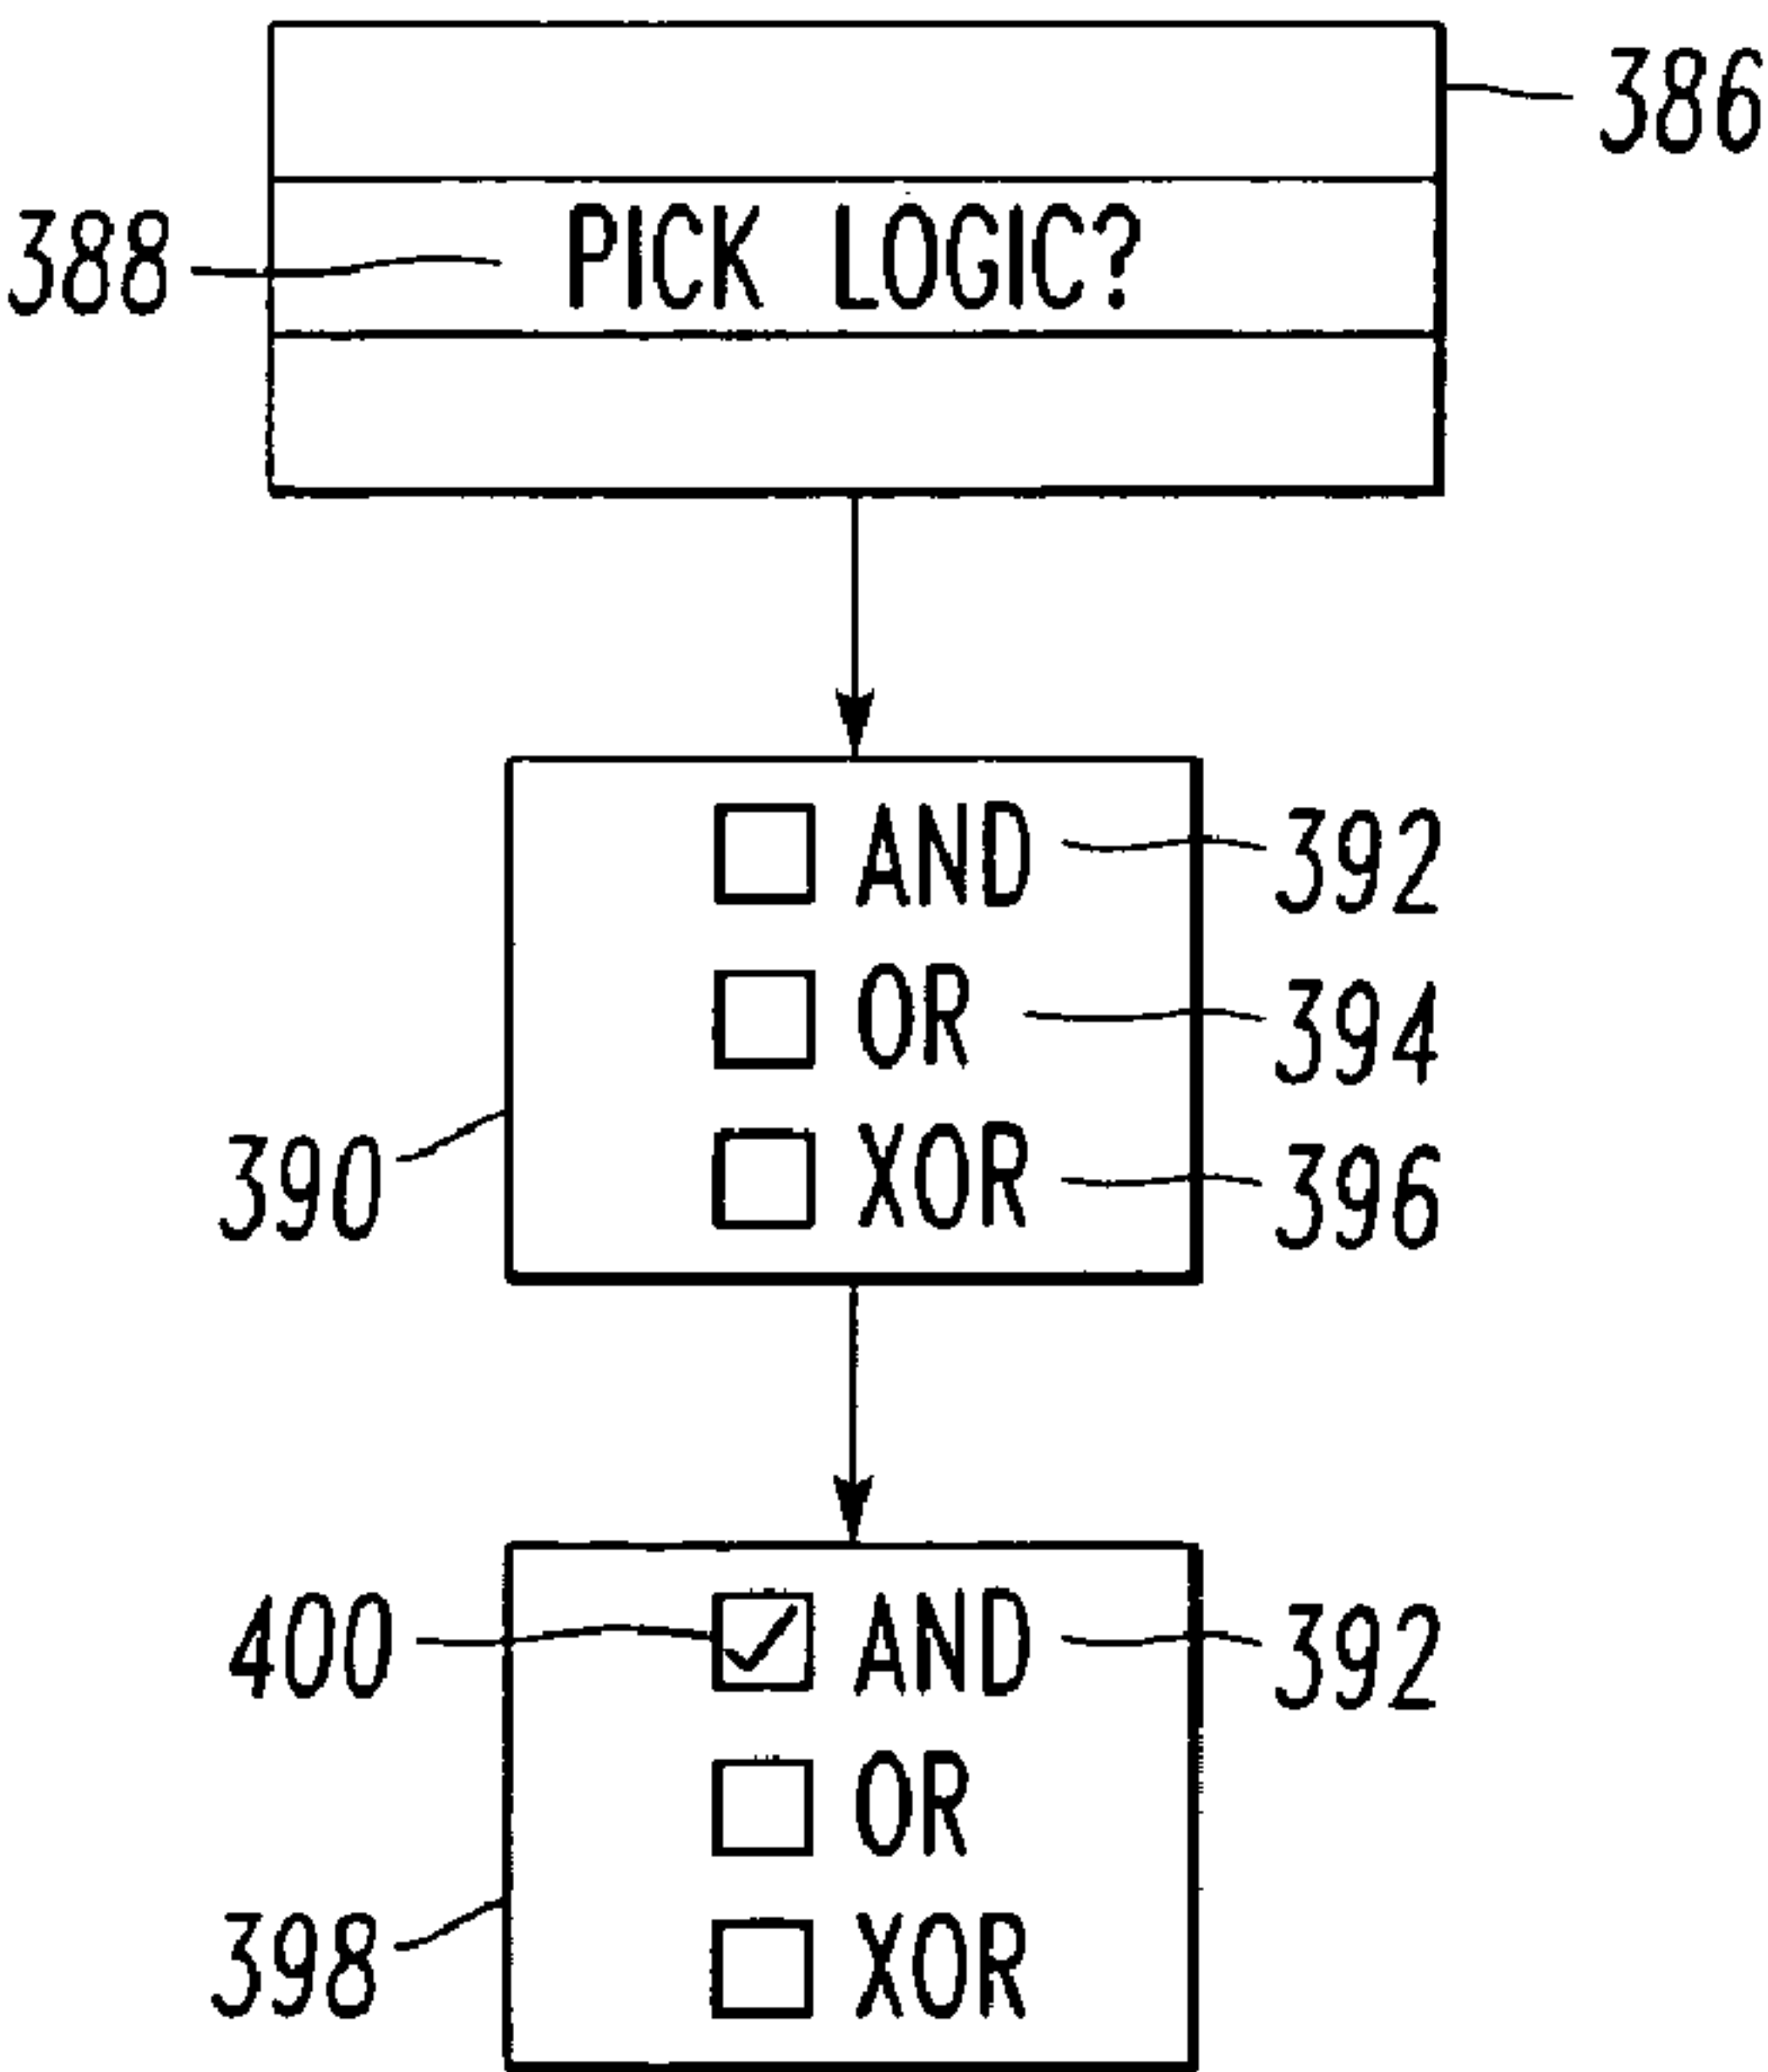 386
388 PICK LOGIC?
AND 392
OR 394
390 XOR 396
400 AND 392
OR
398 XOR